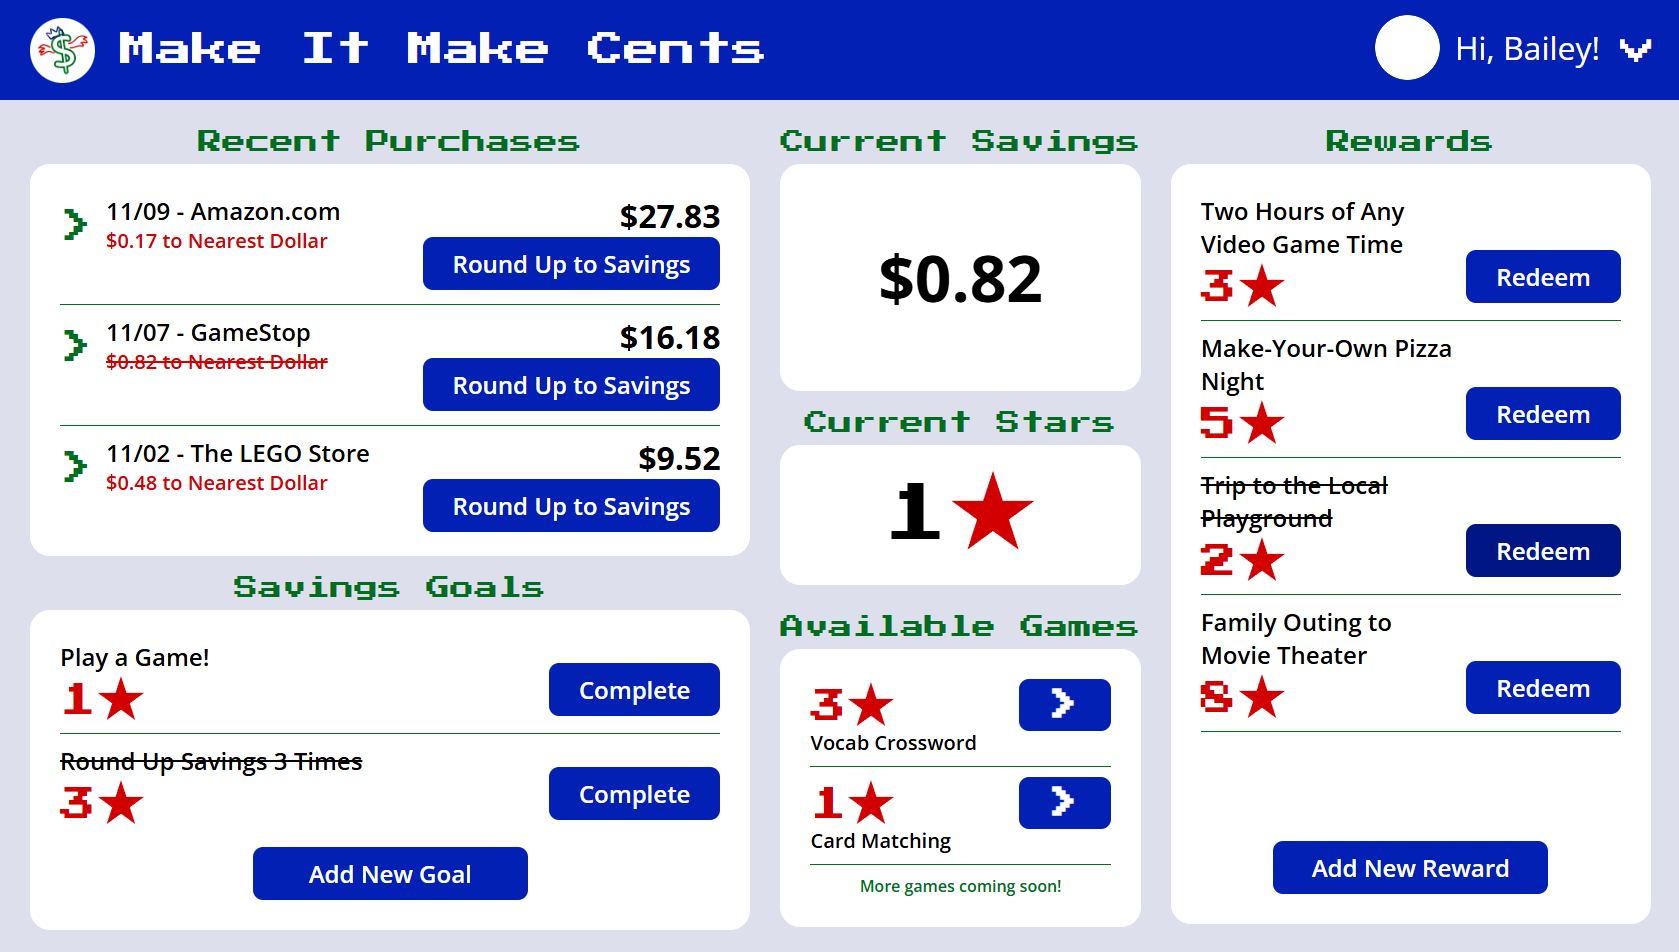 Make It Make Cents
Hi, Bailey!
Recent Purchases
11/09 - Amazon.com
$27.83
$0.17 to Nearest Dollar
Round Up to Savings
11/07 - GameStop
$16.18
$0.82 to Nearest Dollar
Round Up to Savings
11/02 - The LEGO Store
$9.52
$0.48 to Nearest Dollar
Round Up to Savings
Savings Goals
Play a Game!
1★
Complete
Round Up Savings 3 Times
3★
Complete
Add New Goal
Current Savings
$0.82
Current Stars
1★
Available Games
3★
Vocab Crossword
1★
Card Matching
More games coming soon!
Rewards
Two Hours of Any
Video Game Time
3★
Redeem
Make-Your-Own Pizza
Night
5★
Redeem
Trip to the Local
Playground
2★
Redeem
Family Outing to
Movie Theater
8★
Redeem
Add New Reward